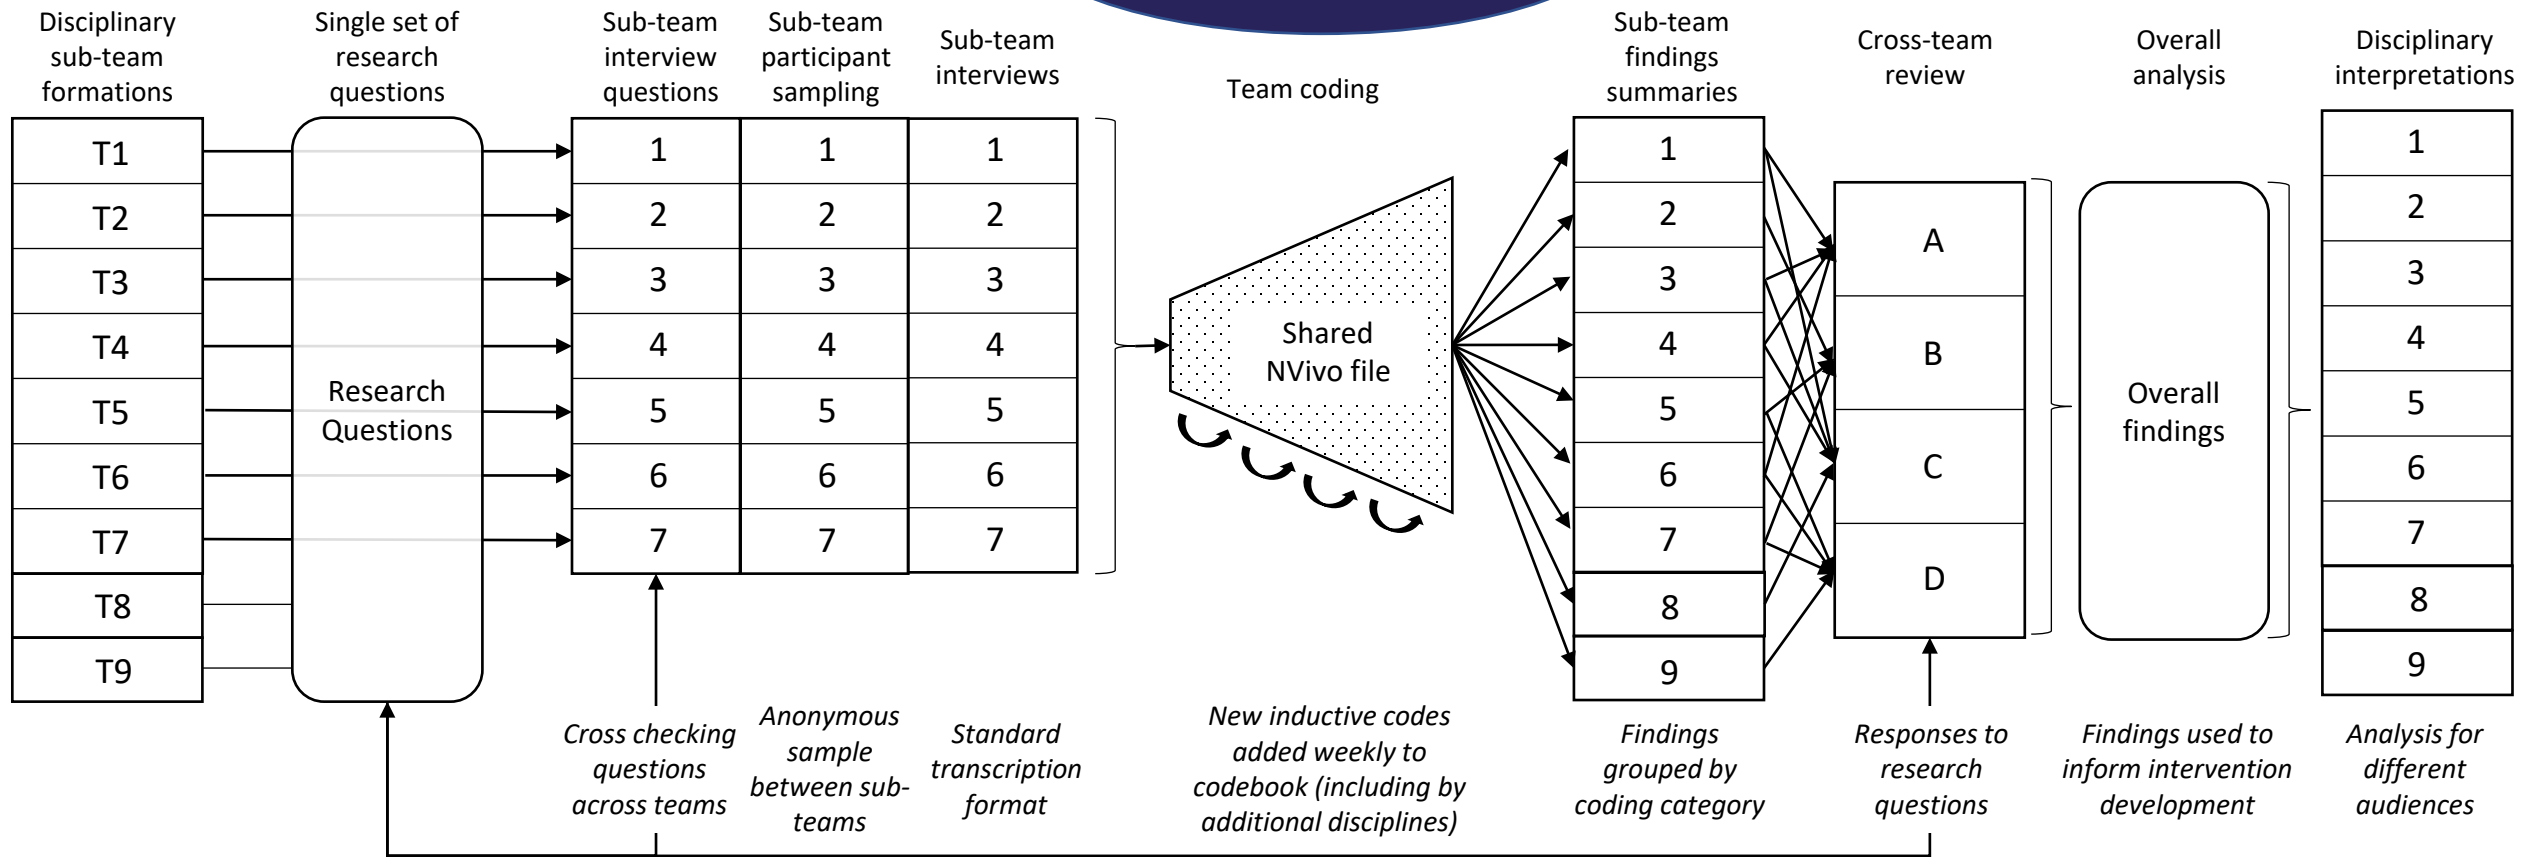 Disciplinary
sub-team
formations
Single set of
research
questions
Sub-team
interview
questions
Sub-team
participant
sampling
Sub-team
interviews
Team coding
Sub-team
findings
summaries
Cross-team
review
Overall
analysis
Disciplinary
interpretations
T1
T2
T3
T4
T5
T6
T7
T8
T9
Research
Questions
1
2
3
4
5
6
7
1
2
3
4
5
6
7
1
2
3
4
5
6
7
Shared
NVivo file
1
2
3
4
5
6
7
8
9
A
B
C
D
Overall
findings
1
2
3
4
5
6
7
8
9
Cross checking
questions
across teams
Anonymous
sample
between sub-
teams
Standard
transcription
format
New inductive codes
added weekly to
codebook (including by
additional disciplines)
Findings
grouped by
coding category
Responses to
research
questions
Findings used to
inform intervention
development
Analysis for
different
audiences